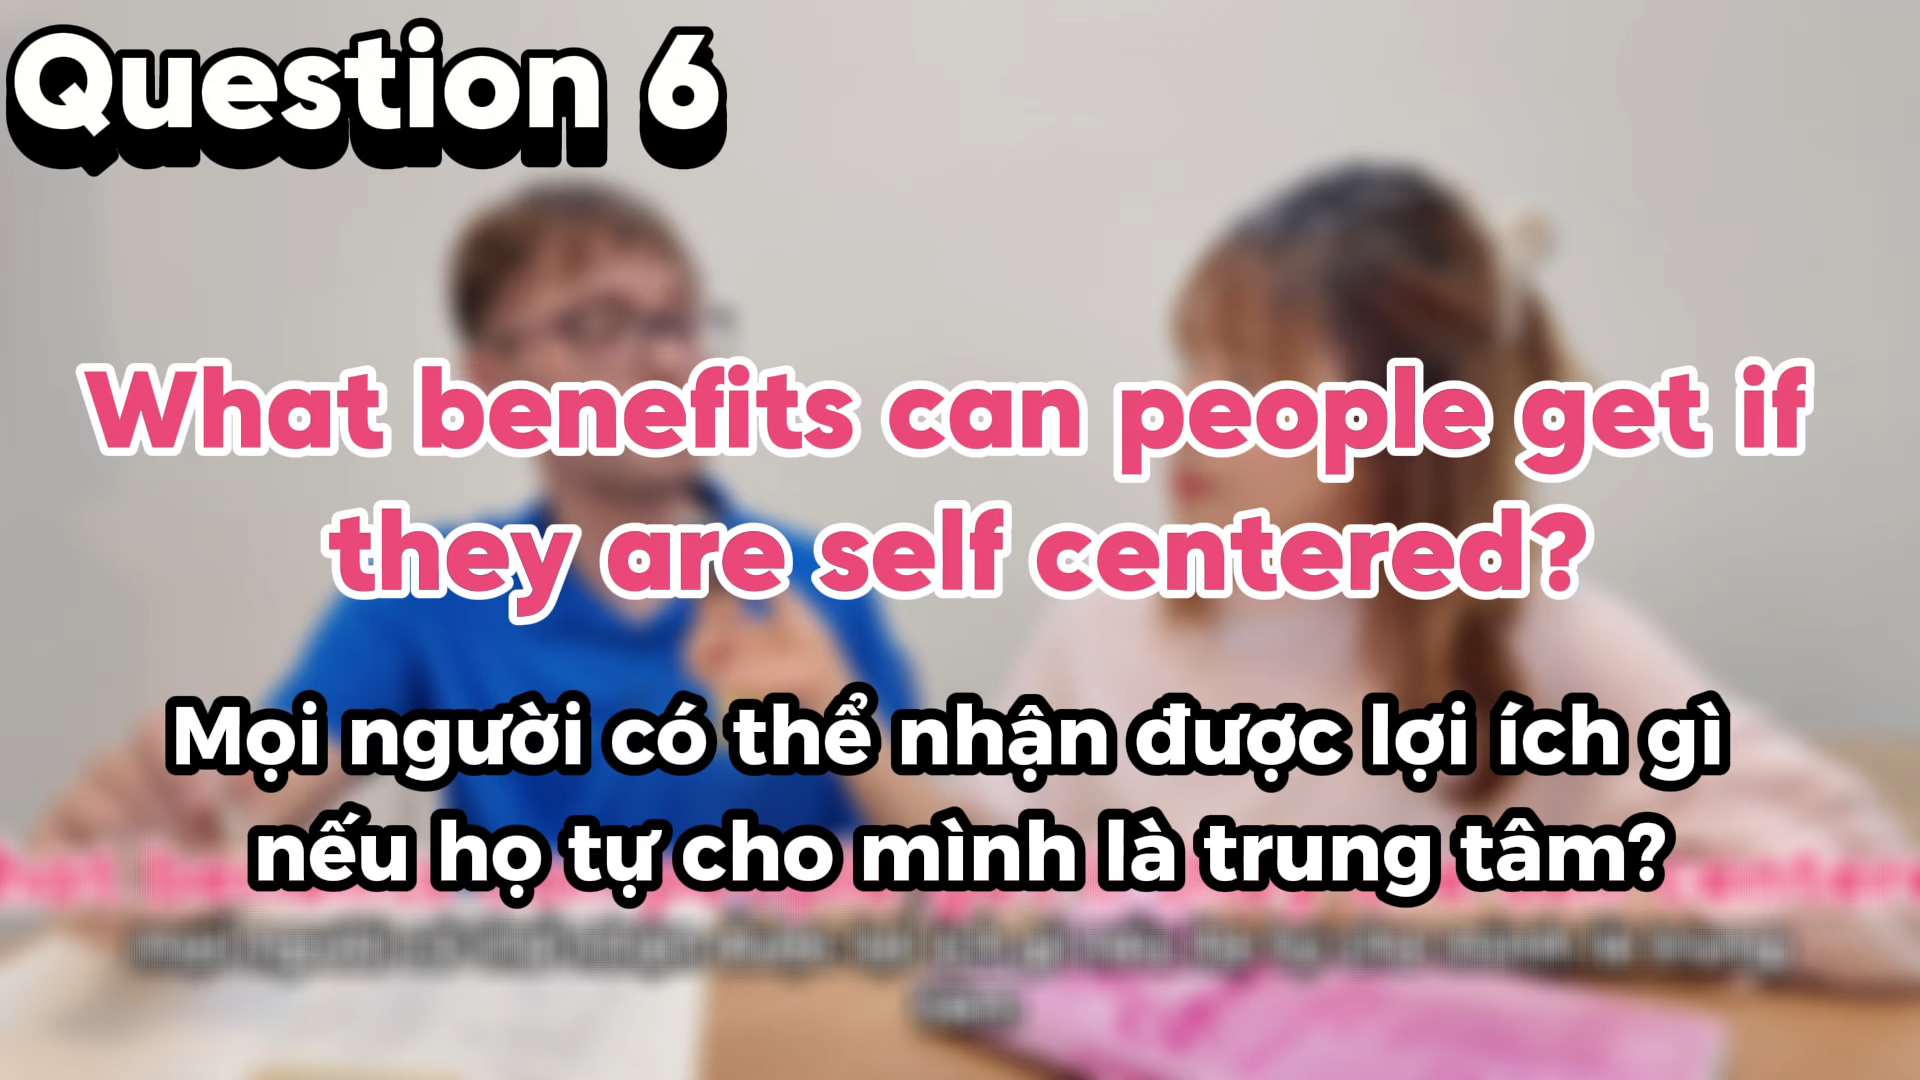 Question 6
What benefits can people get if
they are self centered?
Mọi người có thể nhận được lợi ích gì
nếu họ tự cho mình là trung tâm?